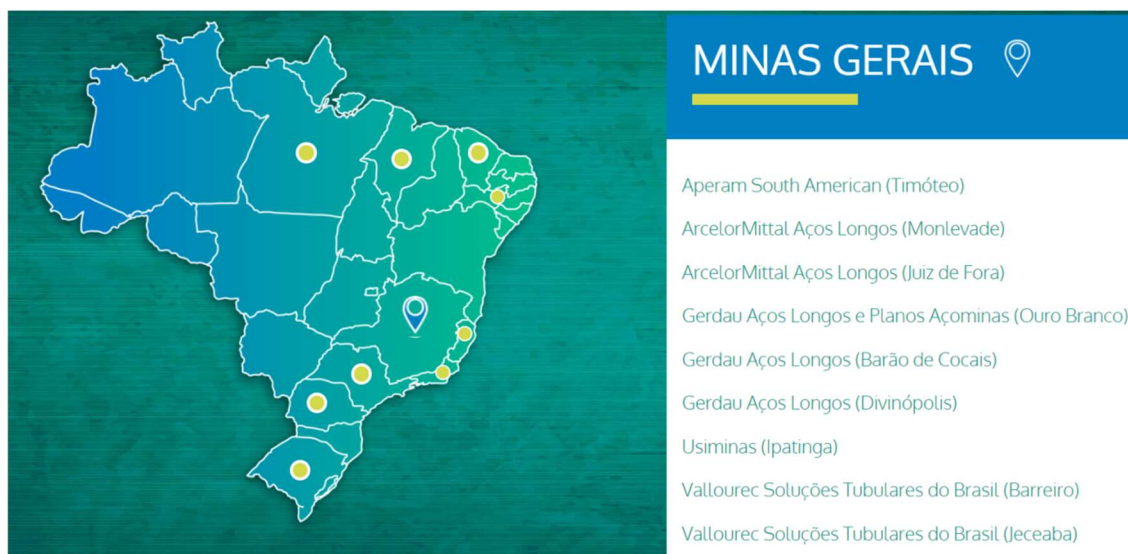 MINAS GERAIS
Aperam South American (Timóteo)
ArcelorMittal Aços Longos (Monlevade)
ArcelorMittal Aços Longos (Juiz de Fora)
Gerdau Aços Longos e Planos Açominas (Ouro Branco)
Gerdau Aços Longos (Barão de Cocais)
Gerdau Aços Longos (Divinópolis)
Usiminas (Ipatinga)
Vallourec Soluções Tubulares do Brasil (Barreiro)
Vallourec Soluções Tubulares do Brasil (Jeceaba)